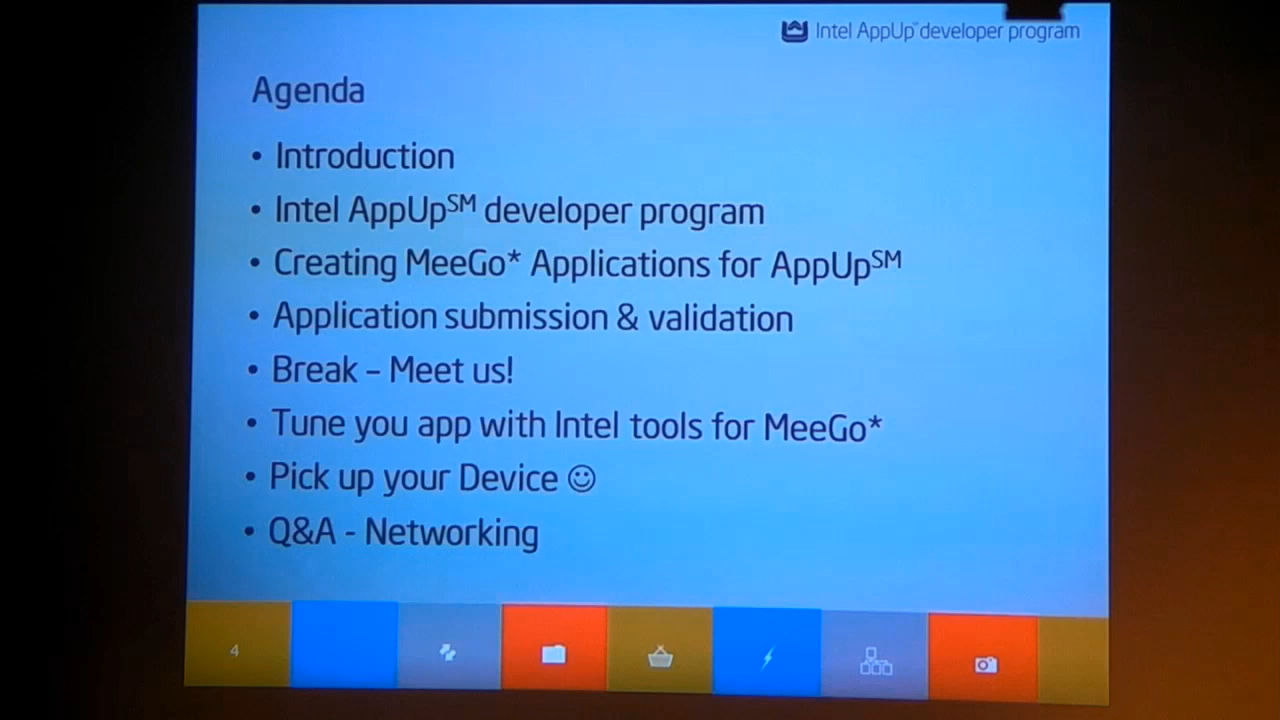 Intel AppUp℠ developer program
Agenda
• Introduction
• Intel AppUpSM developer program
• Creating MeeGo* Applications for AppUpSM
• Application submission & validation
• Break – Meet us!
• Tune you app with Intel tools for MeeGo*
• Pick up your Device ☺
• Q&A - Networking
4